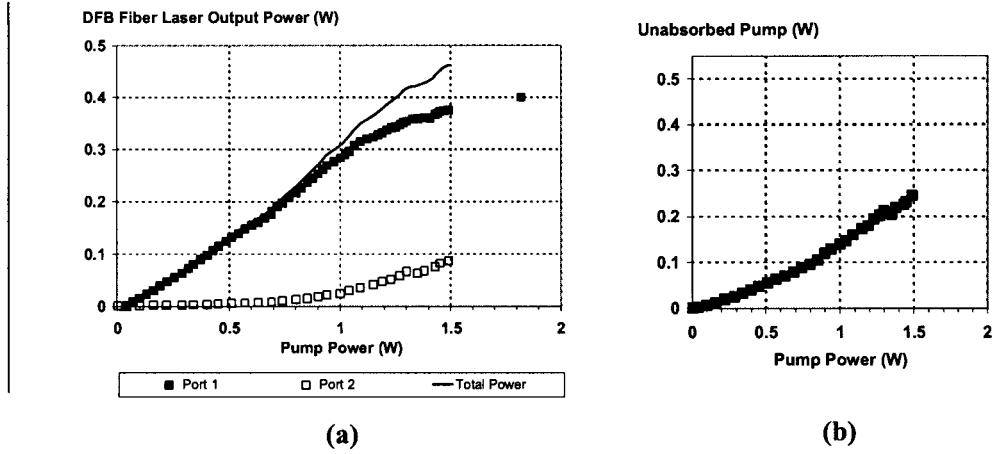 DFB Fiber Laser Output Power (W)
0.5
0.4
0.3
0.2
0.1
0
0 0.5 1 1.5 2
Pump Power (W)
Port 1 Port 2 Total Power
(a)
Unabsorbed Pump (W)
0.5
0.4
0.3
0.2
0.1
0
0 0.5 1 1.5 2
Pump Power (W)
(b)